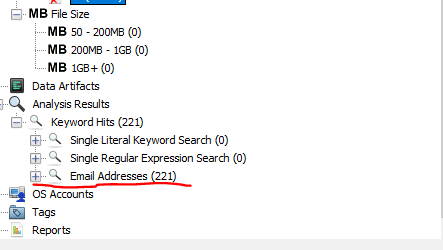 MB File Size
MB 50 - 200MB (0)
MB 200MB - 1GB (0)
MB 1GB+ (0)
Data Artifacts
Analysis Results
Keyword Hits (221)
Single Literal Keyword Search (0)
Single Regular Expression Search (0)
Email Addresses (221)
OS Accounts
Tags
Reports